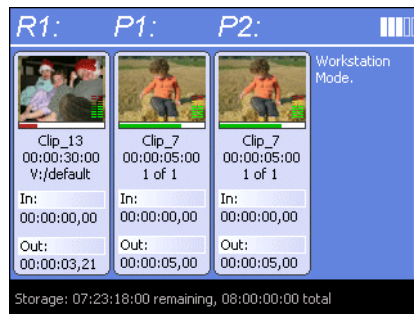 R1: P1: P2:
Workstation
Mode.
Clip_13
00:00:30:00
V:/default
In:
00:00:00,00
Out:
00:00:03,21
Clip_7
00:00:05:00
1 of 1
In:
00:00:00,00
Out:
00:00:05,00
Clip_7
00:00:05:00
1 of 1
In:
00:00:00,00
Out:
00:00:05,00
Storage: 07:23:18:00 remaining, 08:00:00:00 total